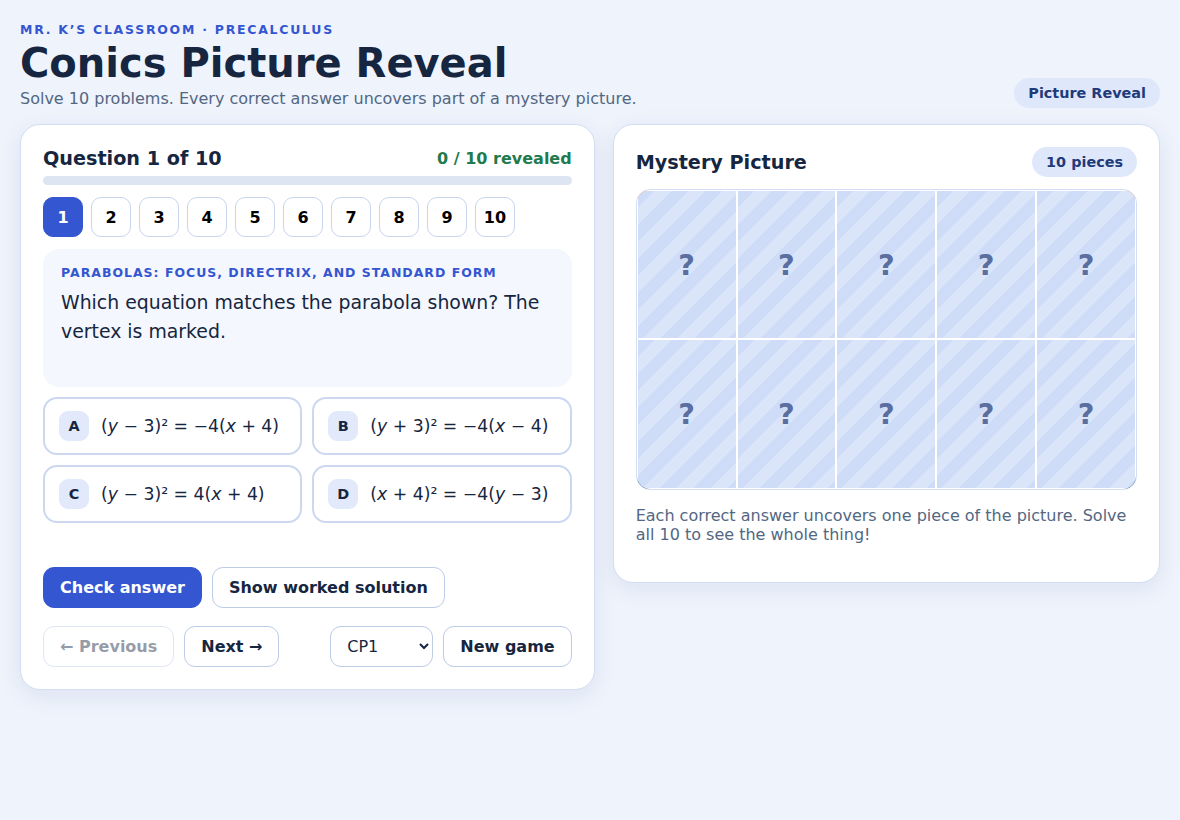 MR. K’S CLASSROOM · PRECALCULUS
Conics Picture Reveal
Solve 10 problems. Every correct answer uncovers part of a mystery picture.
Picture Reveal
Question 1 of 10
0 / 10 revealed
1 2 3 4 5 6 7 8 9 10
PARABOLAS: FOCUS, DIRECTRIX, AND STANDARD FORM
Which equation matches the parabola shown? The
vertex is marked.
A (y − 3)² = −4(x + 4)
B (y + 3)² = −4(x − 4)
C (y − 3)² = 4(x + 4)
D (x + 4)² = −4(y − 3)
Check answer
Show worked solution
← Previous
Next →
CP1
New game
Mystery Picture
10 pieces
? ? ? ? ?
? ? ? ? ?
Each correct answer uncovers one piece of the picture. Solve
all 10 to see the whole thing!